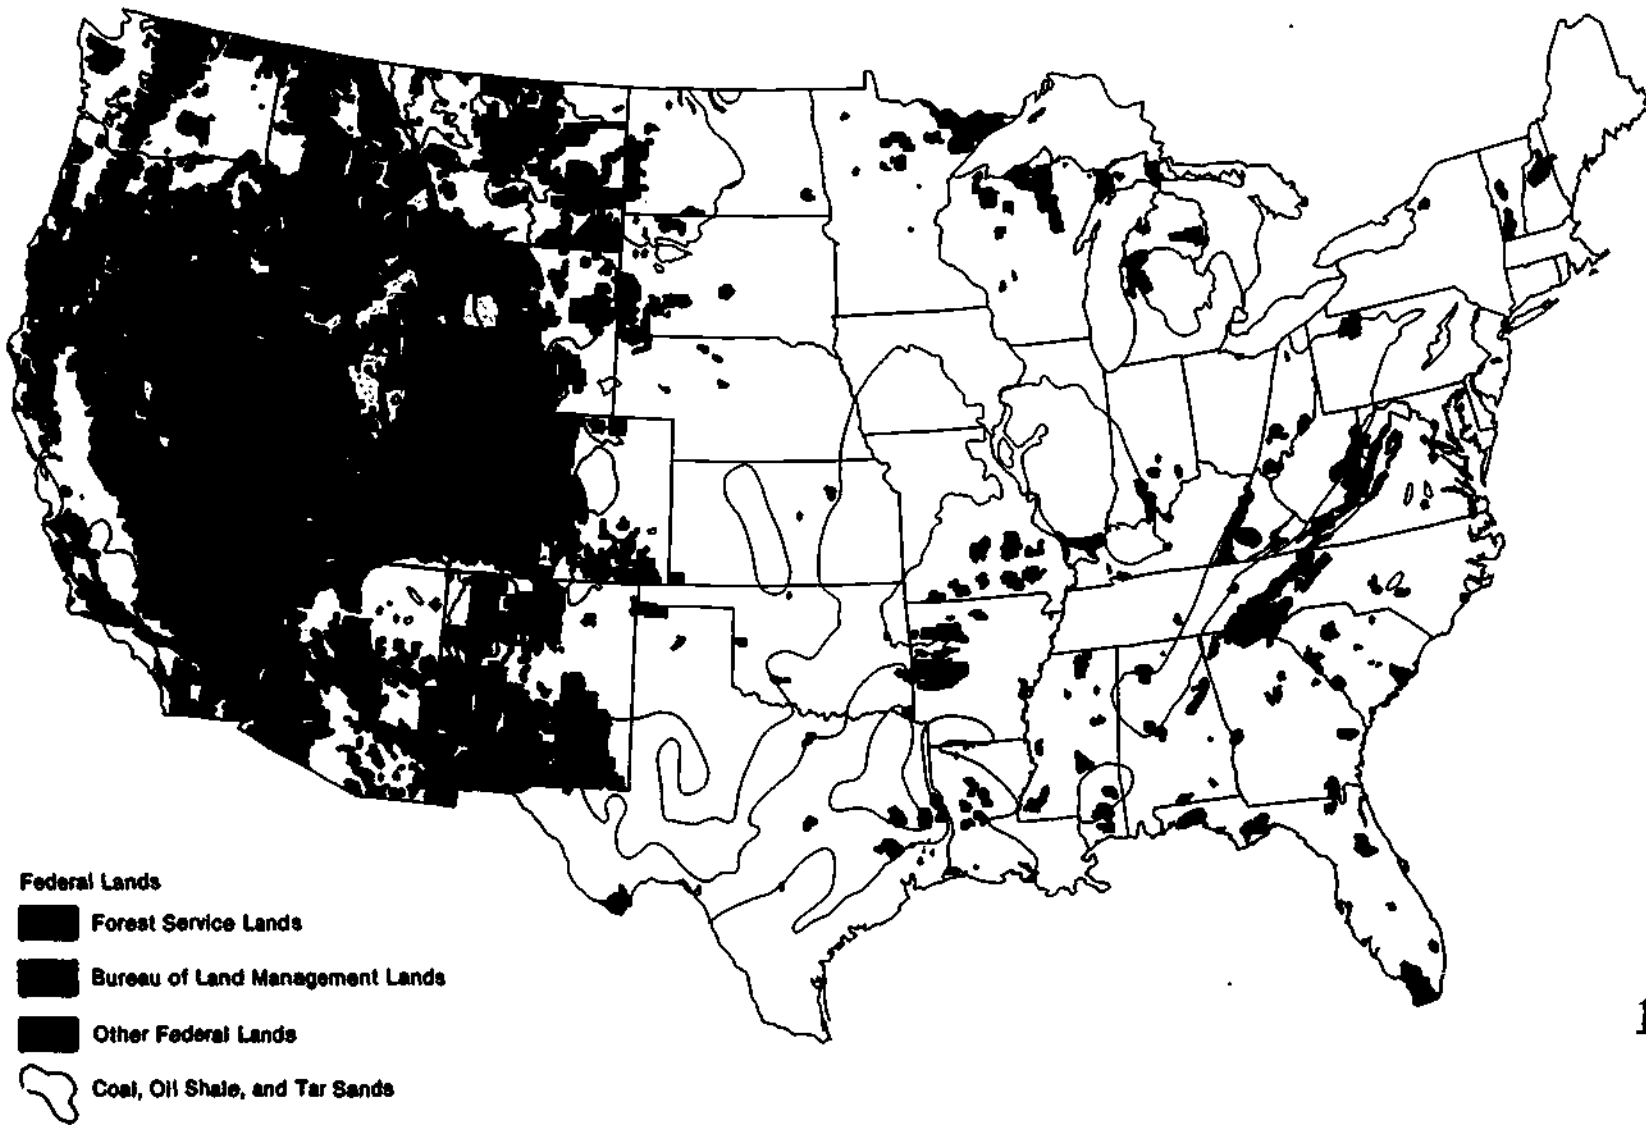 Federal Lands
Forest Service Lands
Bureau of Land Management Lands
Other Federal Lands
Coal, Oil Shale, and Tar Sands
1